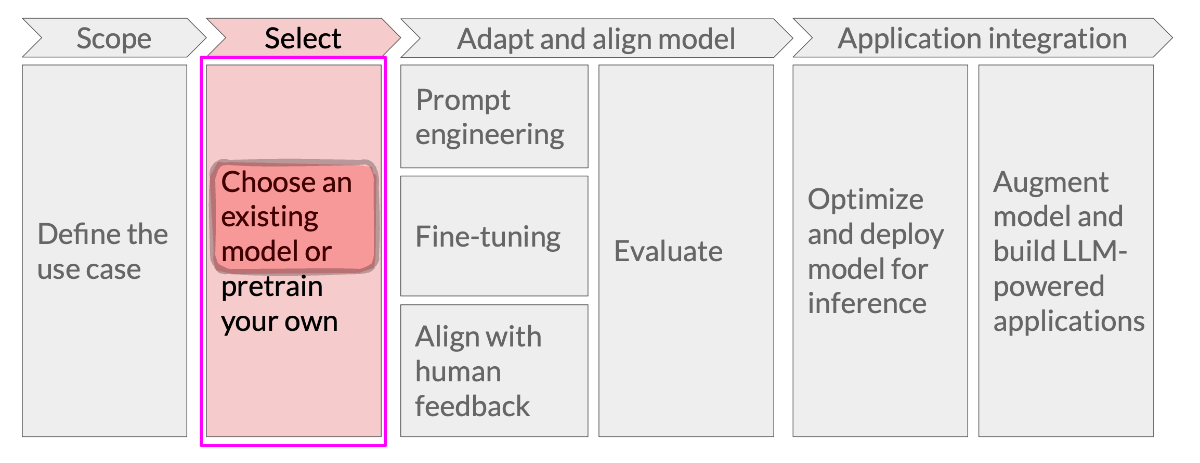 Scope
Select
Adapt and align model
Application integration
Define the
use case
Choose an
existing
model or
pretrain
your own
Prompt
engineering
Fine-tuning
Align with
human
feedback
Evaluate
Optimize
and deploy
model for
inference
Augment
model and
build LLM-
powered
applications